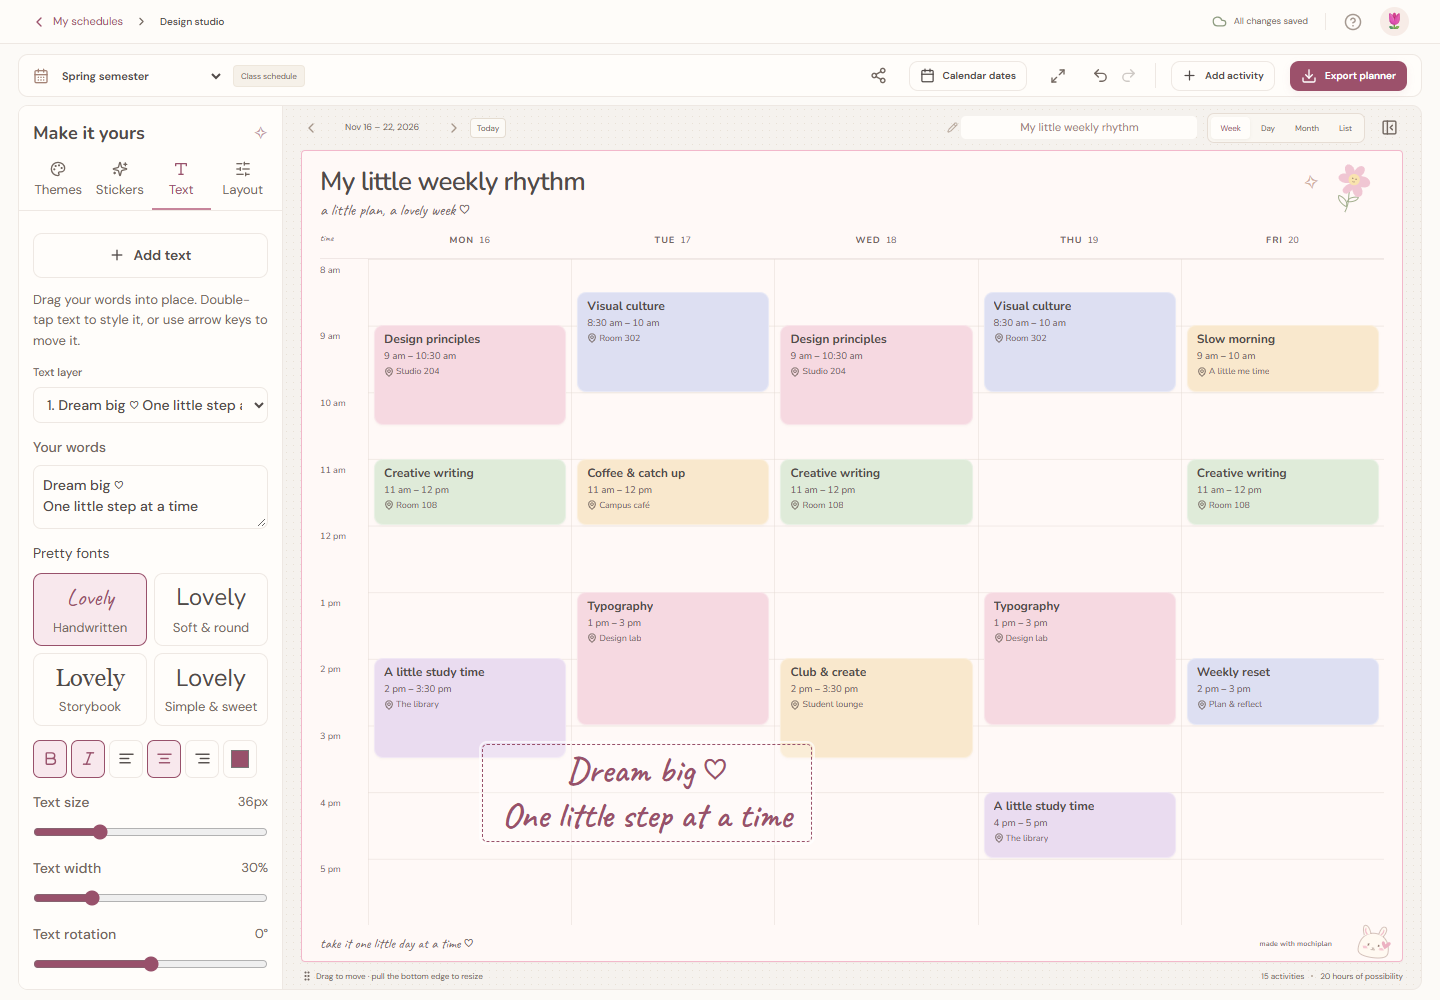 My schedules
Design studio
All changes saved
Spring semester
Class schedule
Calendar dates
Add activity
Export planner
Make it yours
Themes
Stickers
Text
Layout
Add text
Drag your words into place. Double-
tap text to style it, or use arrow keys to
move it.
Text layer
1. Dream big ♡ One little step a
Your words
Dream big ♡
One little step at a time
Pretty fonts
Lovely
Handwritten
Lovely
Soft & round
Lovely
Storybook
Lovely
Simple & sweet
B
I
Text size
36px
Text width
30%
Text rotation
0°
Nov 16 – 22, 2026
Today
My little weekly rhythm
Week
Day
Month
List
My little weekly rhythm
a little plan, a lovely week ♡
time
MON 16
TUE 17
WED 18
THU 19
FRI 20
8 am
9 am
10 am
11 am
12 pm
1 pm
2 pm
3 pm
4 pm
5 pm
Design principles
9 am – 10:30 am
Studio 204
Creative writing
11 am – 12 pm
Room 108
A little study time
2 pm – 3:30 pm
The library
Visual culture
8:30 am – 10 am
Room 302
Coffee & catch up
11 am – 12 pm
Campus café
Typography
1 pm – 3 pm
Design lab
Design principles
9 am – 10:30 am
Studio 204
Creative writing
11 am – 12 pm
Room 108
Club & create
2 pm – 3:30 pm
Student lounge
Visual culture
8:30 am – 10 am
Room 302
Typography
1 pm – 3 pm
Design lab
A little study time
4 pm – 5 pm
The library
Slow morning
9 am – 10 am
A little me time
Creative writing
11 am – 12 pm
Room 108
Weekly reset
2 pm – 3 pm
Plan & reflect
Dream big ♡
One little step at a time
take it one little day at a time ♡
made with mochiplan
Drag to move · pull the bottom edge to resize
15 activities • 20 hours of possibility